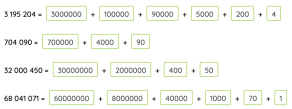 3 195 204 = 3000000 + 100000 + 90000 + 5000 + 200 + 4
704 090 = 700000 + 4000 + 90
32 000 450 = 30000000 + 2000000 + 400 + 50
68 041 071 = 60000000 + 8000000 + 40000 + 1000 + 70 + 1